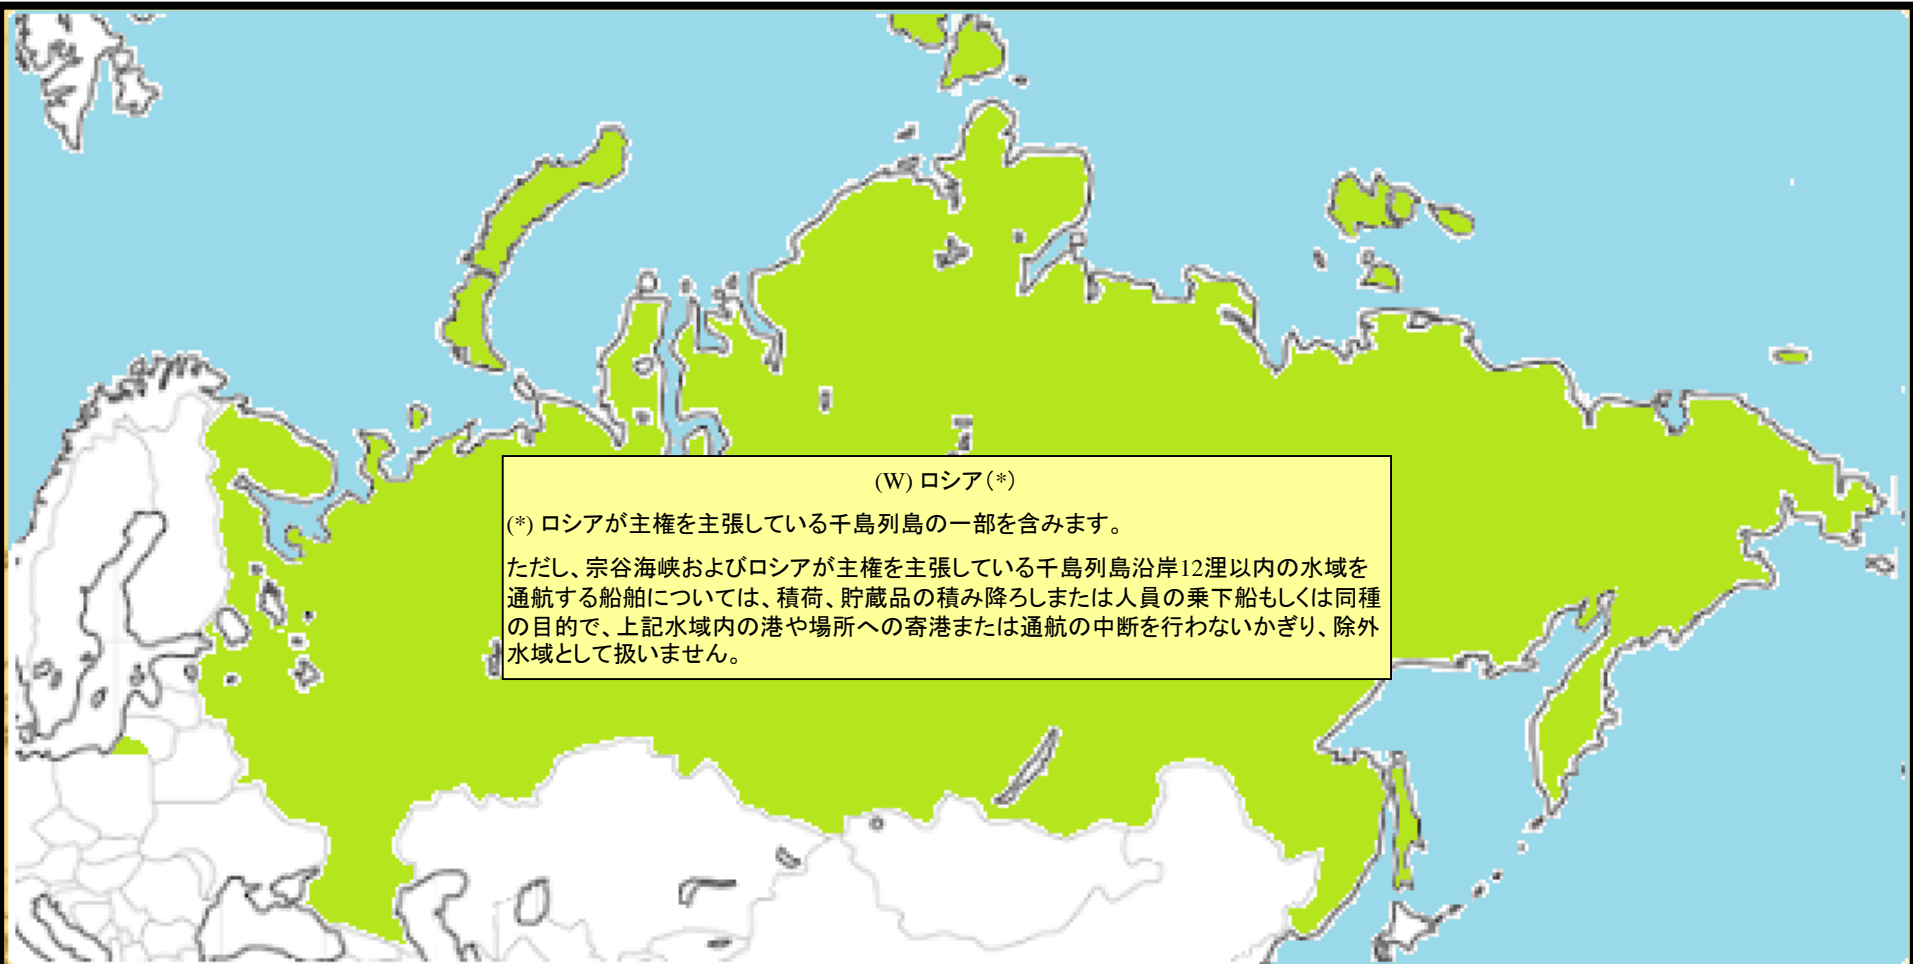 (W) ロシア(*)
(*) ロシアが主権を主張している千島列島の一部を含みます。
ただし、宗谷海峡およびロシアが主権を主張している千島列島沿岸12浬以内の水域を
通航する船舶については、積荷、貯蔵品の積み降ろしまたは人員の乗下船もしくは同種
の目的で、上記水域内の港や場所への寄港または通航の中断を行わないかぎり、除外
水域として扱いません。